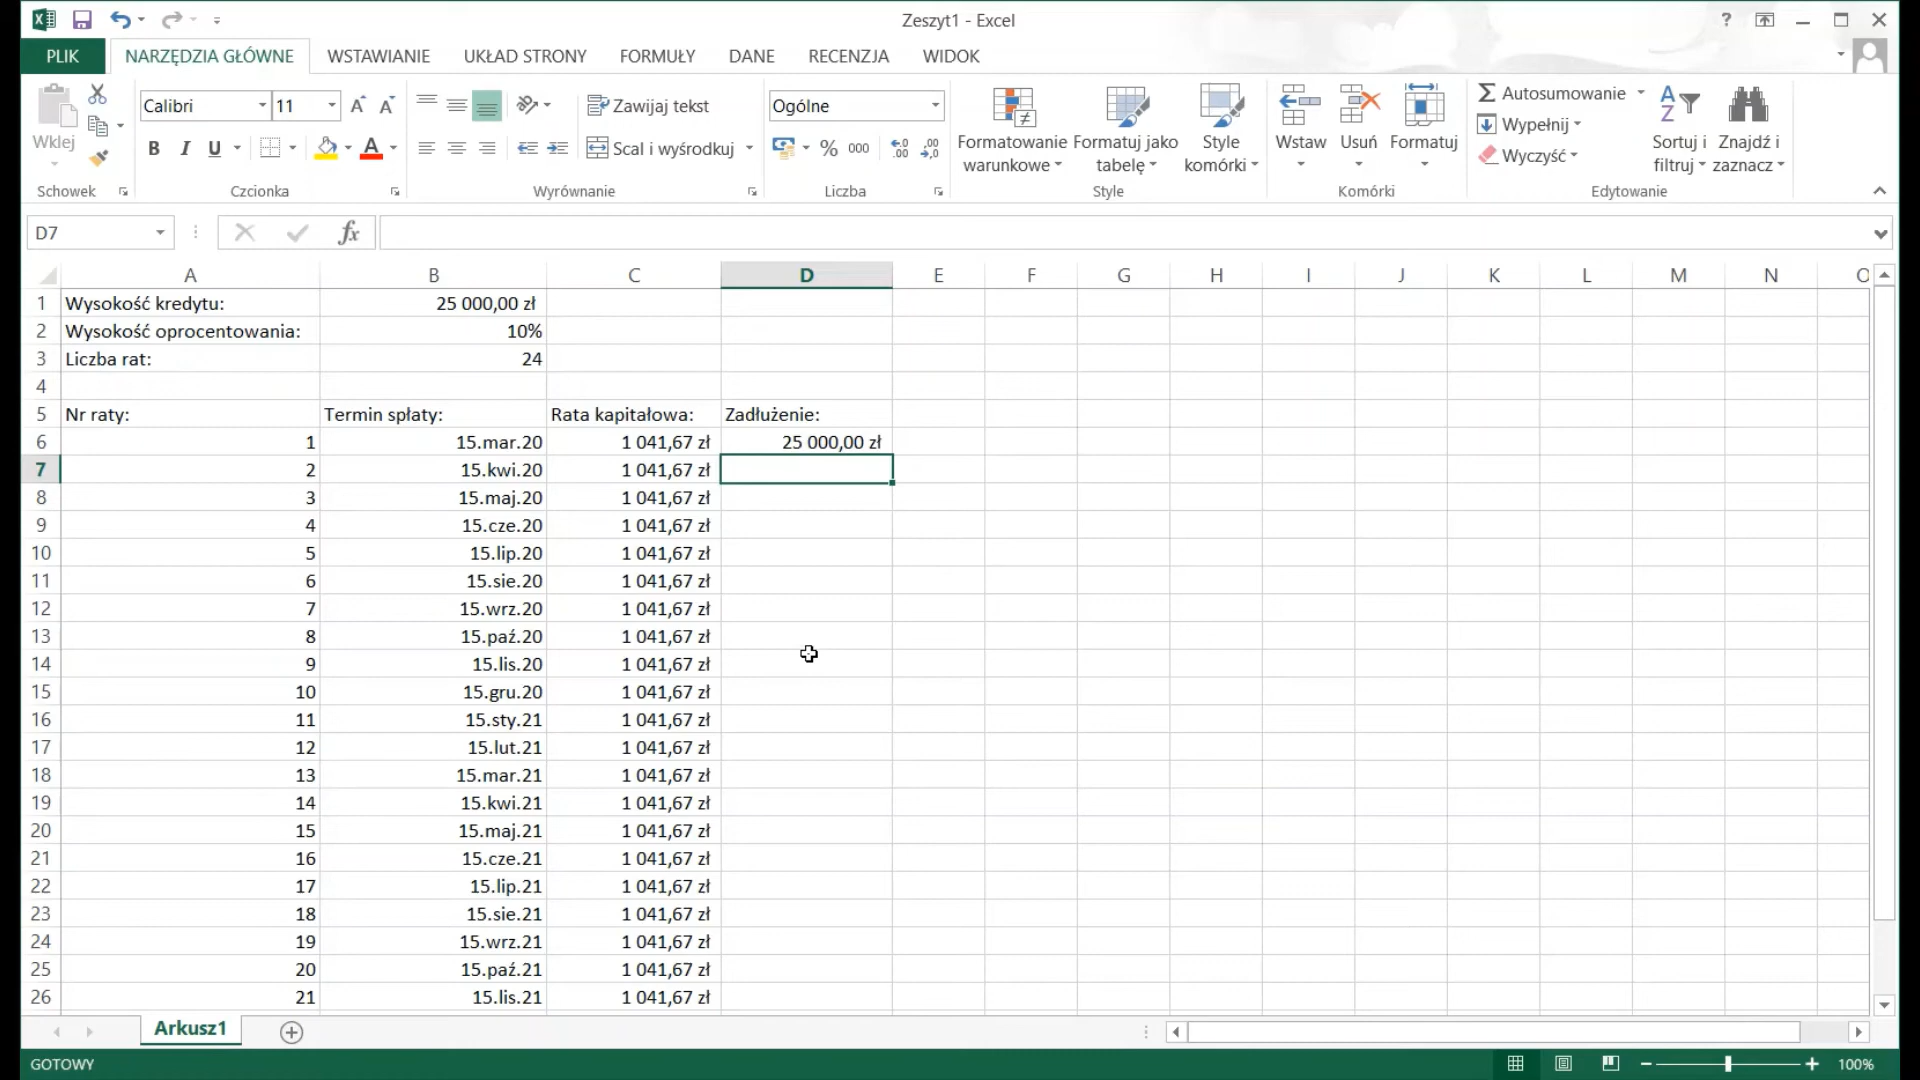 Zeszyt1 - Excel
PLIK NARZĘDZIA GŁÓWNE WSTAWIANIE UKŁAD STRONY FORMUŁY DANE RECENZJA WIDOK
Wklej
Schowek
Calibri 11
B I U A
Czcionka
Zawijaj tekst
Scal i wyśrodkuj
Wyrównanie
Ogólne
% 000
Liczba
Formatowanie warunkowe
Formatuj jako tabelę
Style komórki
Style
Wstaw Usuń Formatuj
Komórki
Autosumowanie
Wypełnij
Wyczyść
Sortuj i filtruj
Znajdź i zaznacz
Edytowanie
D7 fx
A B C D E F G H I J K L M N O
1 Wysokość kredytu: 25 000,00 zł
2 Wysokość oprocentowania: 10%
3 Liczba rat: 24
4
5 Nr raty: Termin spłaty: Rata kapitałowa: Zadłużenie:
6 1 15.mar.20 1 041,67 zł 25 000,00 zł
7 2 15.kwi.20 1 041,67 zł
8 3 15.maj.20 1 041,67 zł
9 4 15.cze.20 1 041,67 zł
10 5 15.lip.20 1 041,67 zł
11 6 15.sie.20 1 041,67 zł
12 7 15.wrz.20 1 041,67 zł
13 8 15.paź.20 1 041,67 zł
14 9 15.lis.20 1 041,67 zł
15 10 15.gru.20 1 041,67 zł
16 11 15.sty.21 1 041,67 zł
17 12 15.lut.21 1 041,67 zł
18 13 15.mar.21 1 041,67 zł
19 14 15.kwi.21 1 041,67 zł
20 15 15.maj.21 1 041,67 zł
21 16 15.cze.21 1 041,67 zł
22 17 15.lip.21 1 041,67 zł
23 18 15.sie.21 1 041,67 zł
24 19 15.wrz.21 1 041,67 zł
25 20 15.paź.21 1 041,67 zł
26 21 15.lis.21 1 041,67 zł
Arkusz1
GOTOWY 100%